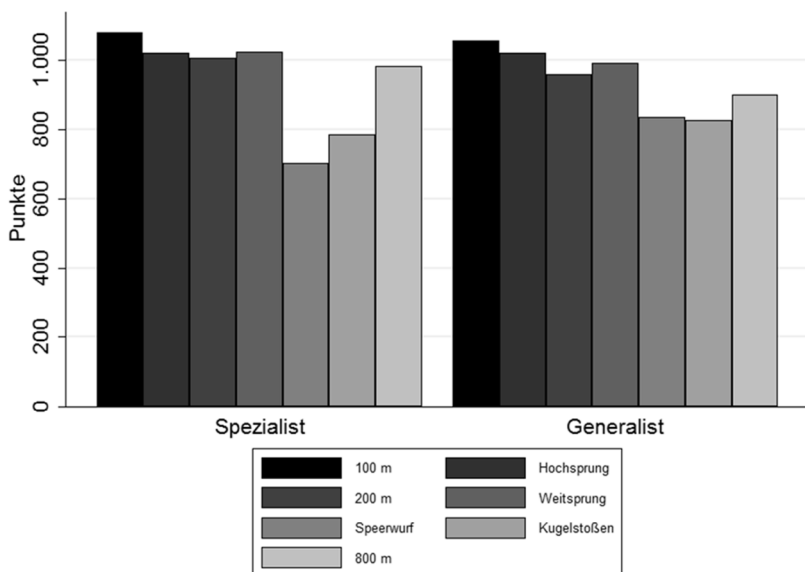 Punkte
1.000
800
600
400
200
0
Spezialist Generalist
100 m Hochsprung
200 m Weitsprung
Speerwurf Kugelstoßen
800 m